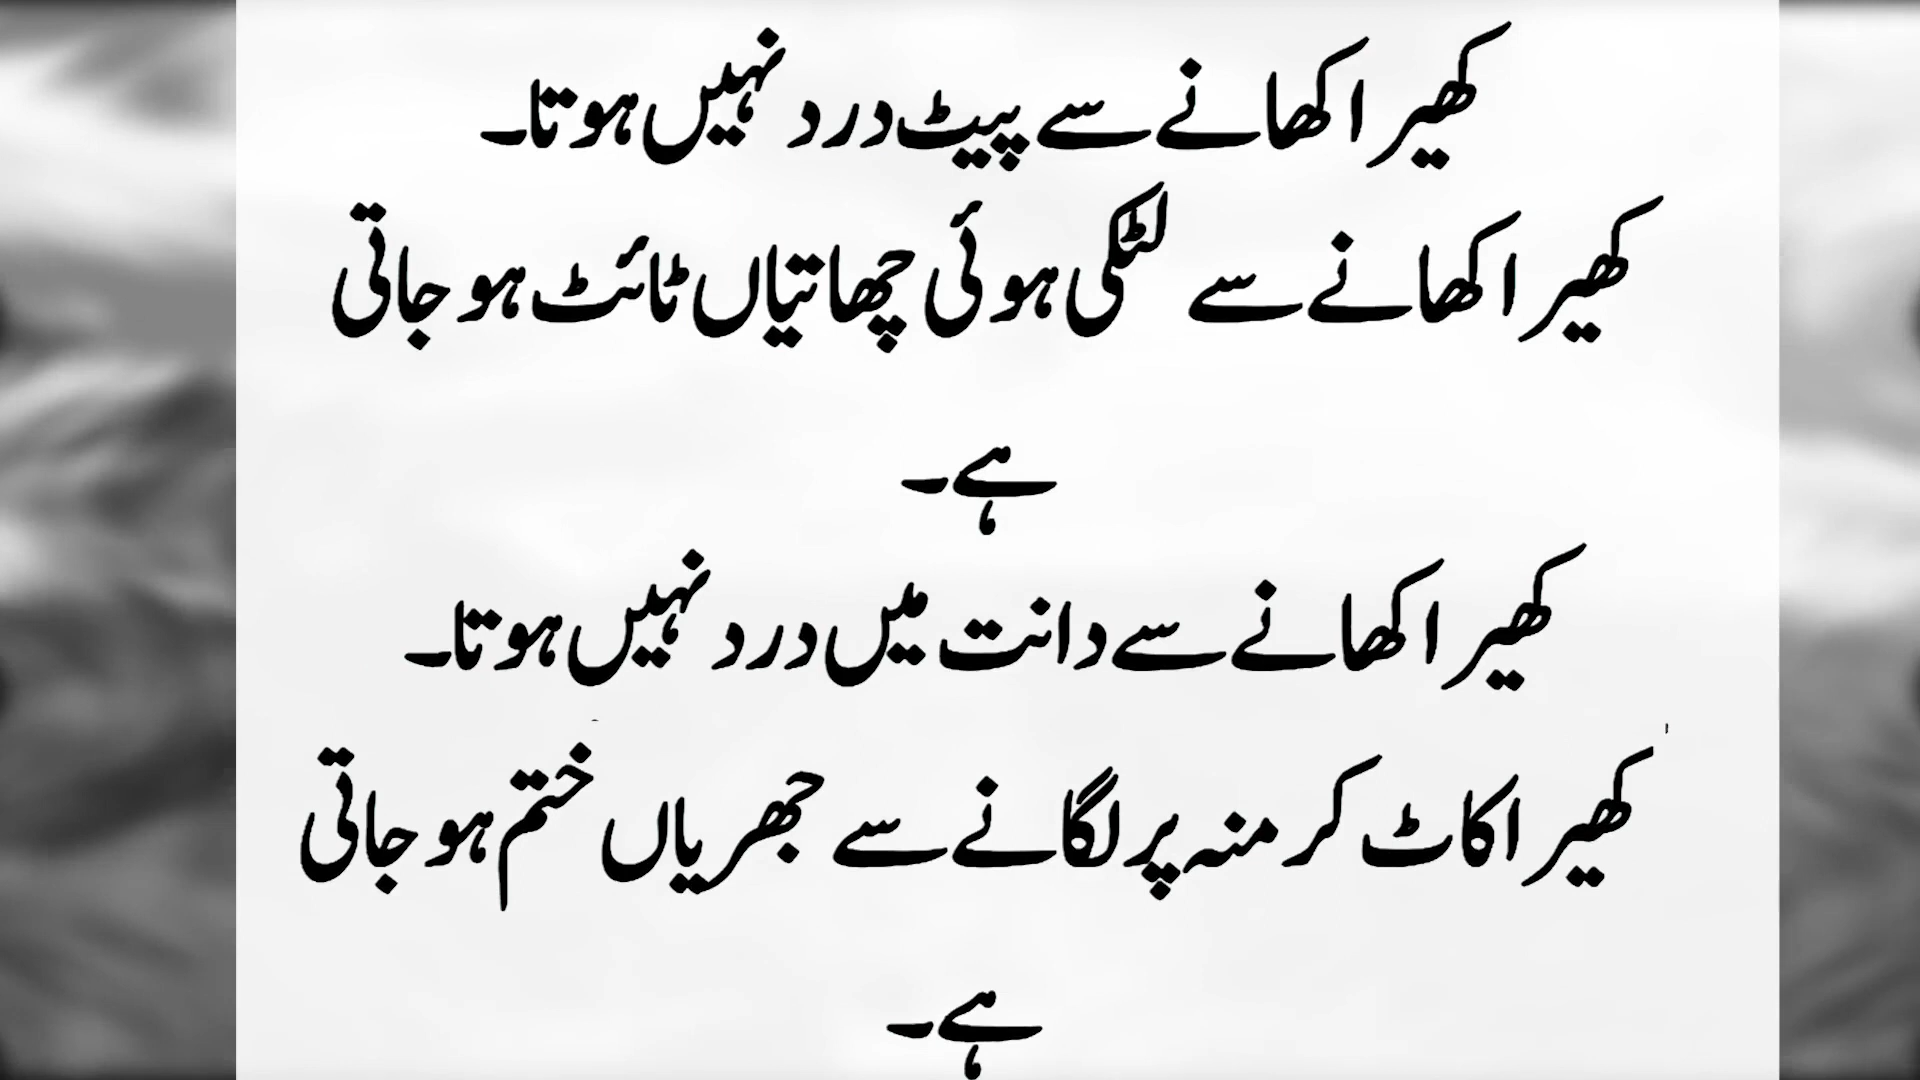 کھیرا کھانے سے پیٹ درد نہیں ہوتا۔
کھیرا کھانے سے لٹکی ہوئی چھاتیاں ٹائٹ ہو جاتی
ہے۔
کھیرا کھانے سے دانت میں درد نہیں ہوتا۔
کھیرا کاٹ کر منہ پر لگانے سے جھریاں ختم ہو جاتی
ہے۔